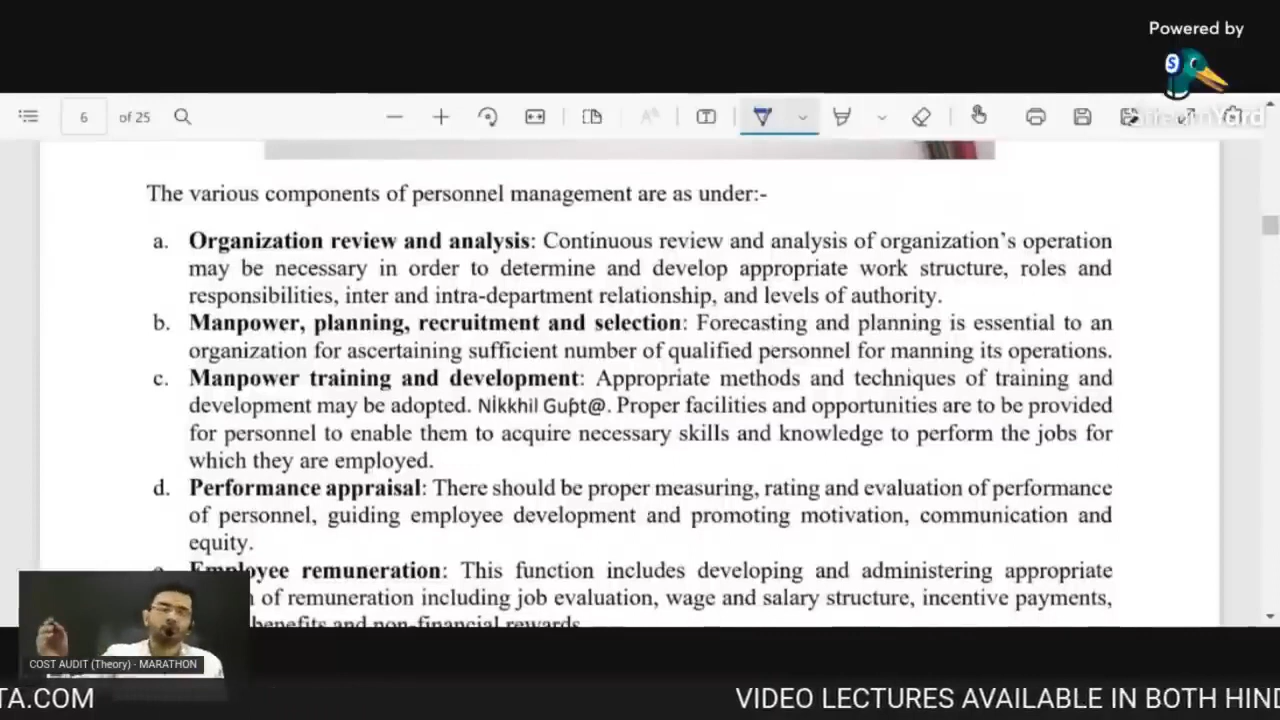 Powered by
S
6 of 25
The various components of personnel management are as under:-
a. Organization review and analysis: Continuous review and analysis of organization's operation
may be necessary in order to determine and develop appropriate work structure, roles and
responsibilities, inter and intra-department relationship, and levels of authority.
b. Manpower, planning, recruitment and selection: Forecasting and planning is essential to an
organization for ascertaining sufficient number of qualified personnel for manning its operations.
c. Manpower training and development: Appropriate methods and techniques of training and
development may be adopted. Nİkkhil Guþt@. Proper facilities and opportunities are to be provided
for personnel to enable them to acquire necessary skills and knowledge to perform the jobs for
which they are employed.
d. Performance appraisal: There should be proper measuring, rating and evaluation of performance
of personnel, guiding employee development and promoting motivation, communication and
equity.
Employee remuneration: This function includes developing and administering appropriate
of remuneration including job evaluation, wage and salary structure, incentive payments,
benefits and non-financial rewards.
COST AUDIT (Theory) - MARATHON
TA.COM
VIDEO LECTURES AVAILABLE IN BOTH HIND